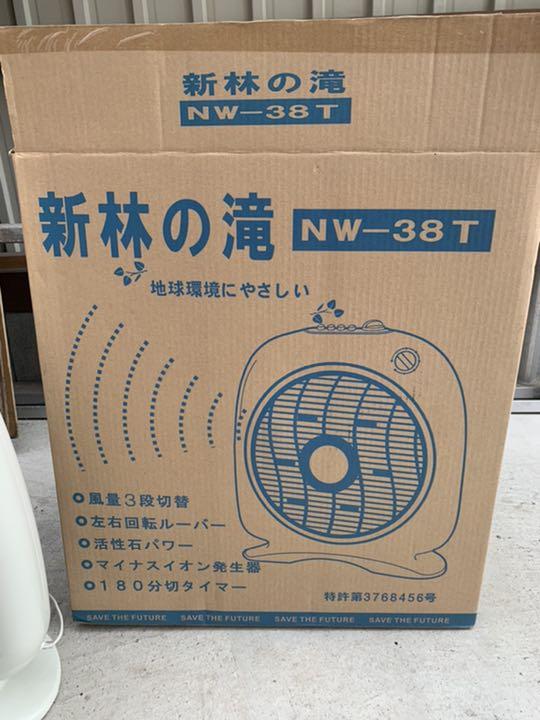 新林の滝
NW-38T
新林の滝 NW-38T
地球環境にやさしい
風量3段切替
左右回転ルーバー
活性石パワー
マイナスイオン発生器
180分切タイマー
特許第3768456号
SAVE THE FUTURE SAVE THE FUTURE SAVE THE FUTURE SAVE THE FUTURE SAVE THE FUTURE